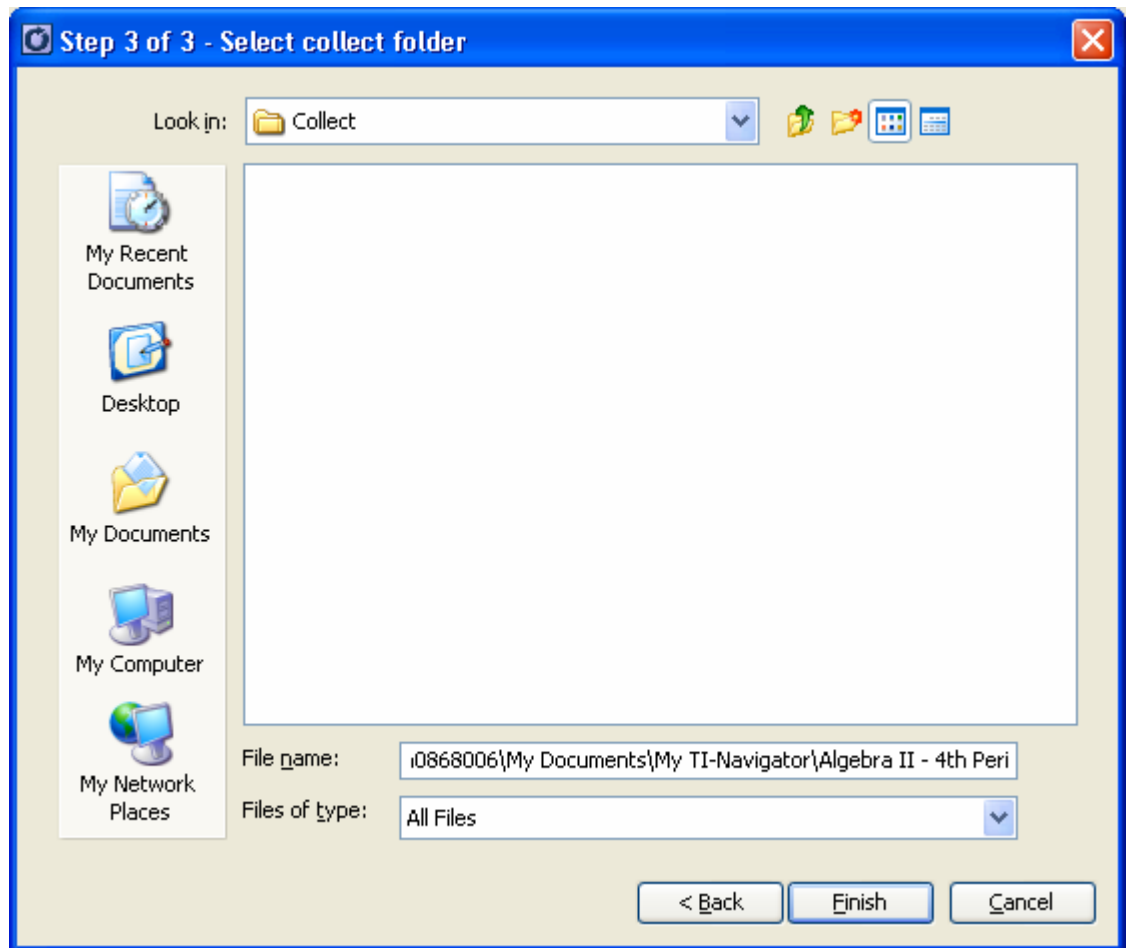 Step 3 of 3 - Select collect folder
Look in:
Collect
My Recent
Documents
Desktop
My Documents
My Computer
My Network
Places
File name:
0868006\My Documents\My TI-Navigator\Algebra II - 4th Peri
Files of type:
All Files
< Back
Finish
Cancel